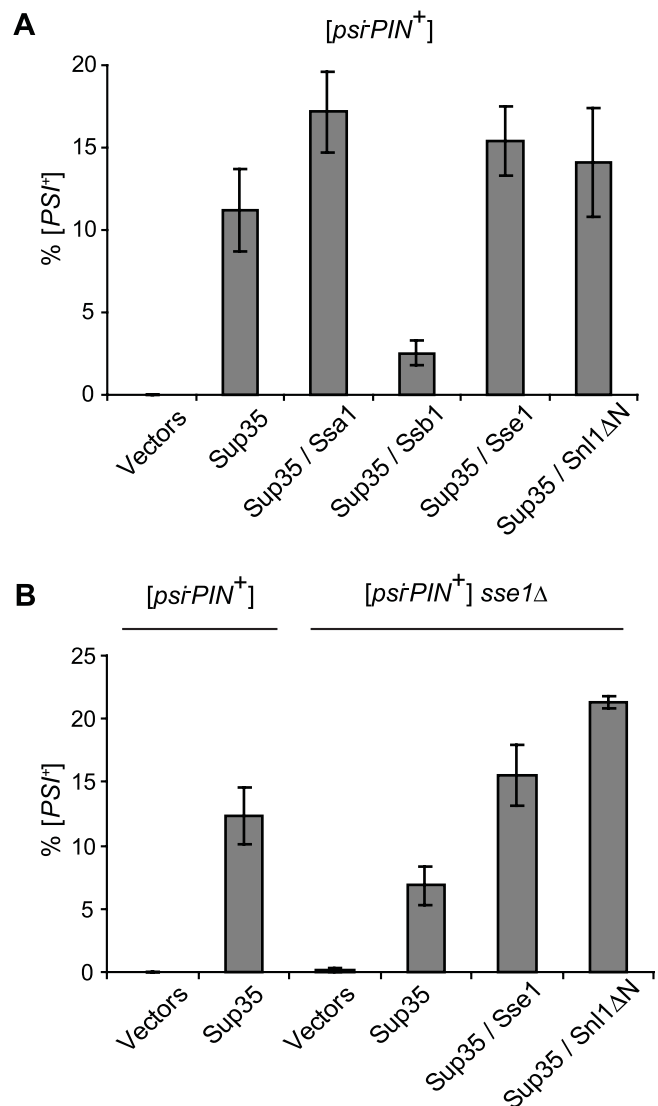 A
[psi⁻PIN⁺]
20
15
10
5
0
% [PSI⁺]
Vectors
Sup35
Sup35 / Ssa1
Sup35 / Ssb1
Sup35 / Sse1
Sup35 / Snl1ΔN
B
[psi⁻PIN⁺]
[psi⁻PIN⁺] sse1Δ
25
20
15
10
5
0
% [PSI⁺]
Vectors
Sup35
Vectors
Sup35
Sup35 / Sse1
Sup35 / Snl1ΔN